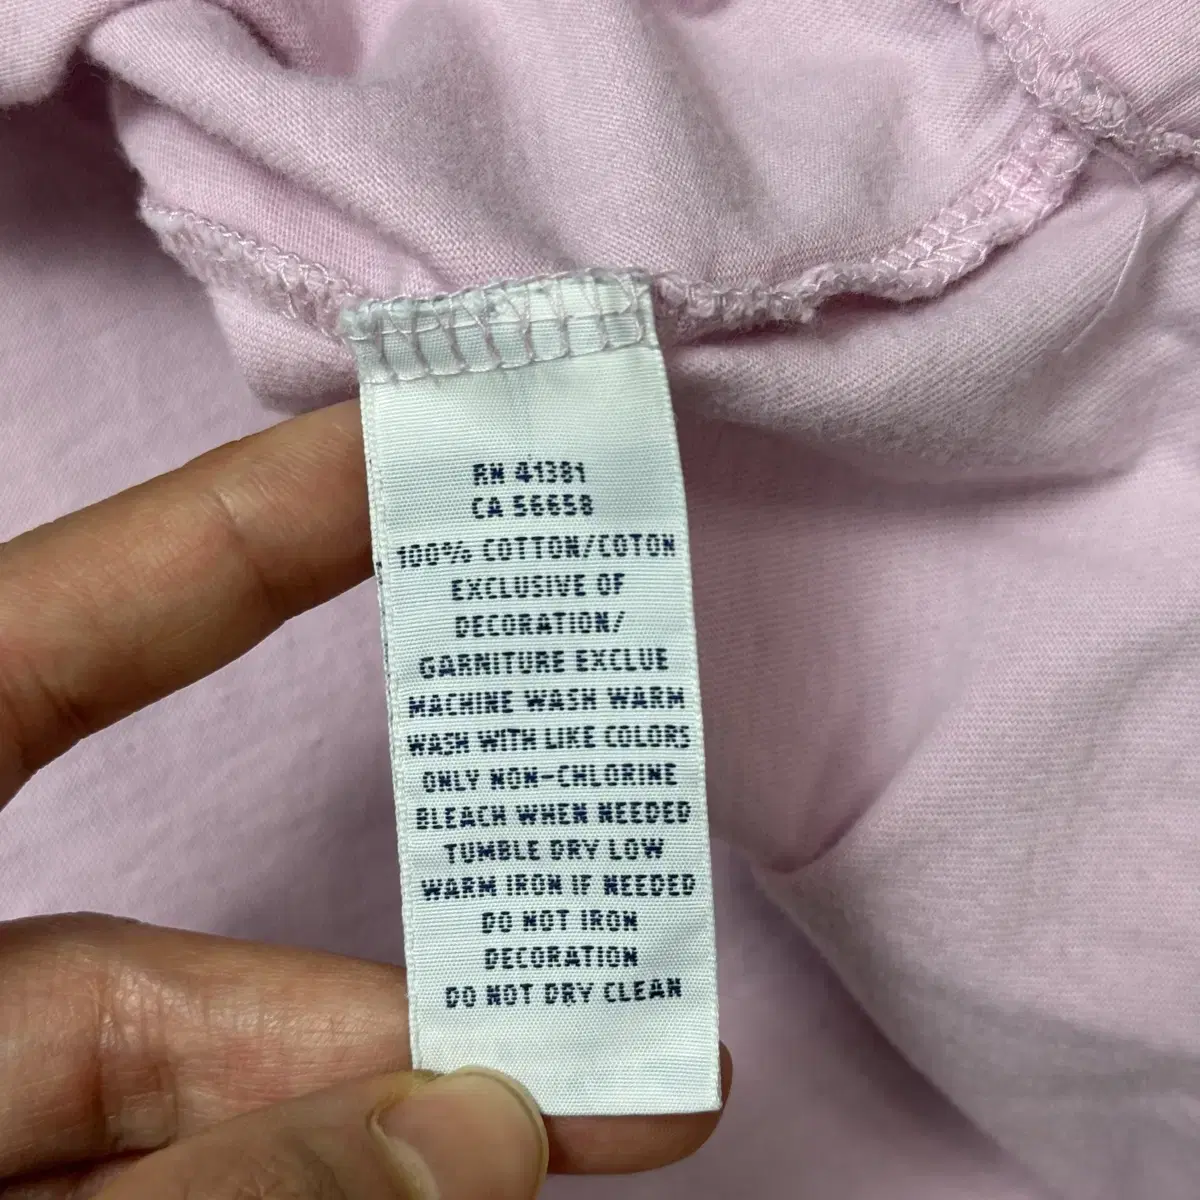 RN 41381
CA 56658
100% COTTON/COTON
EXCLUSIVE OF
DECORATION/
GARNITURE EXCLUE
MACHINE WASH WARM
WASH WITH LIKE COLORS
ONLY NON-CHLORINE
BLEACH WHEN NEEDED
TUMBLE DRY LOW
WARM IRON IF NEEDED
DO NOT IRON
DECORATION
DO NOT DRY CLEAN